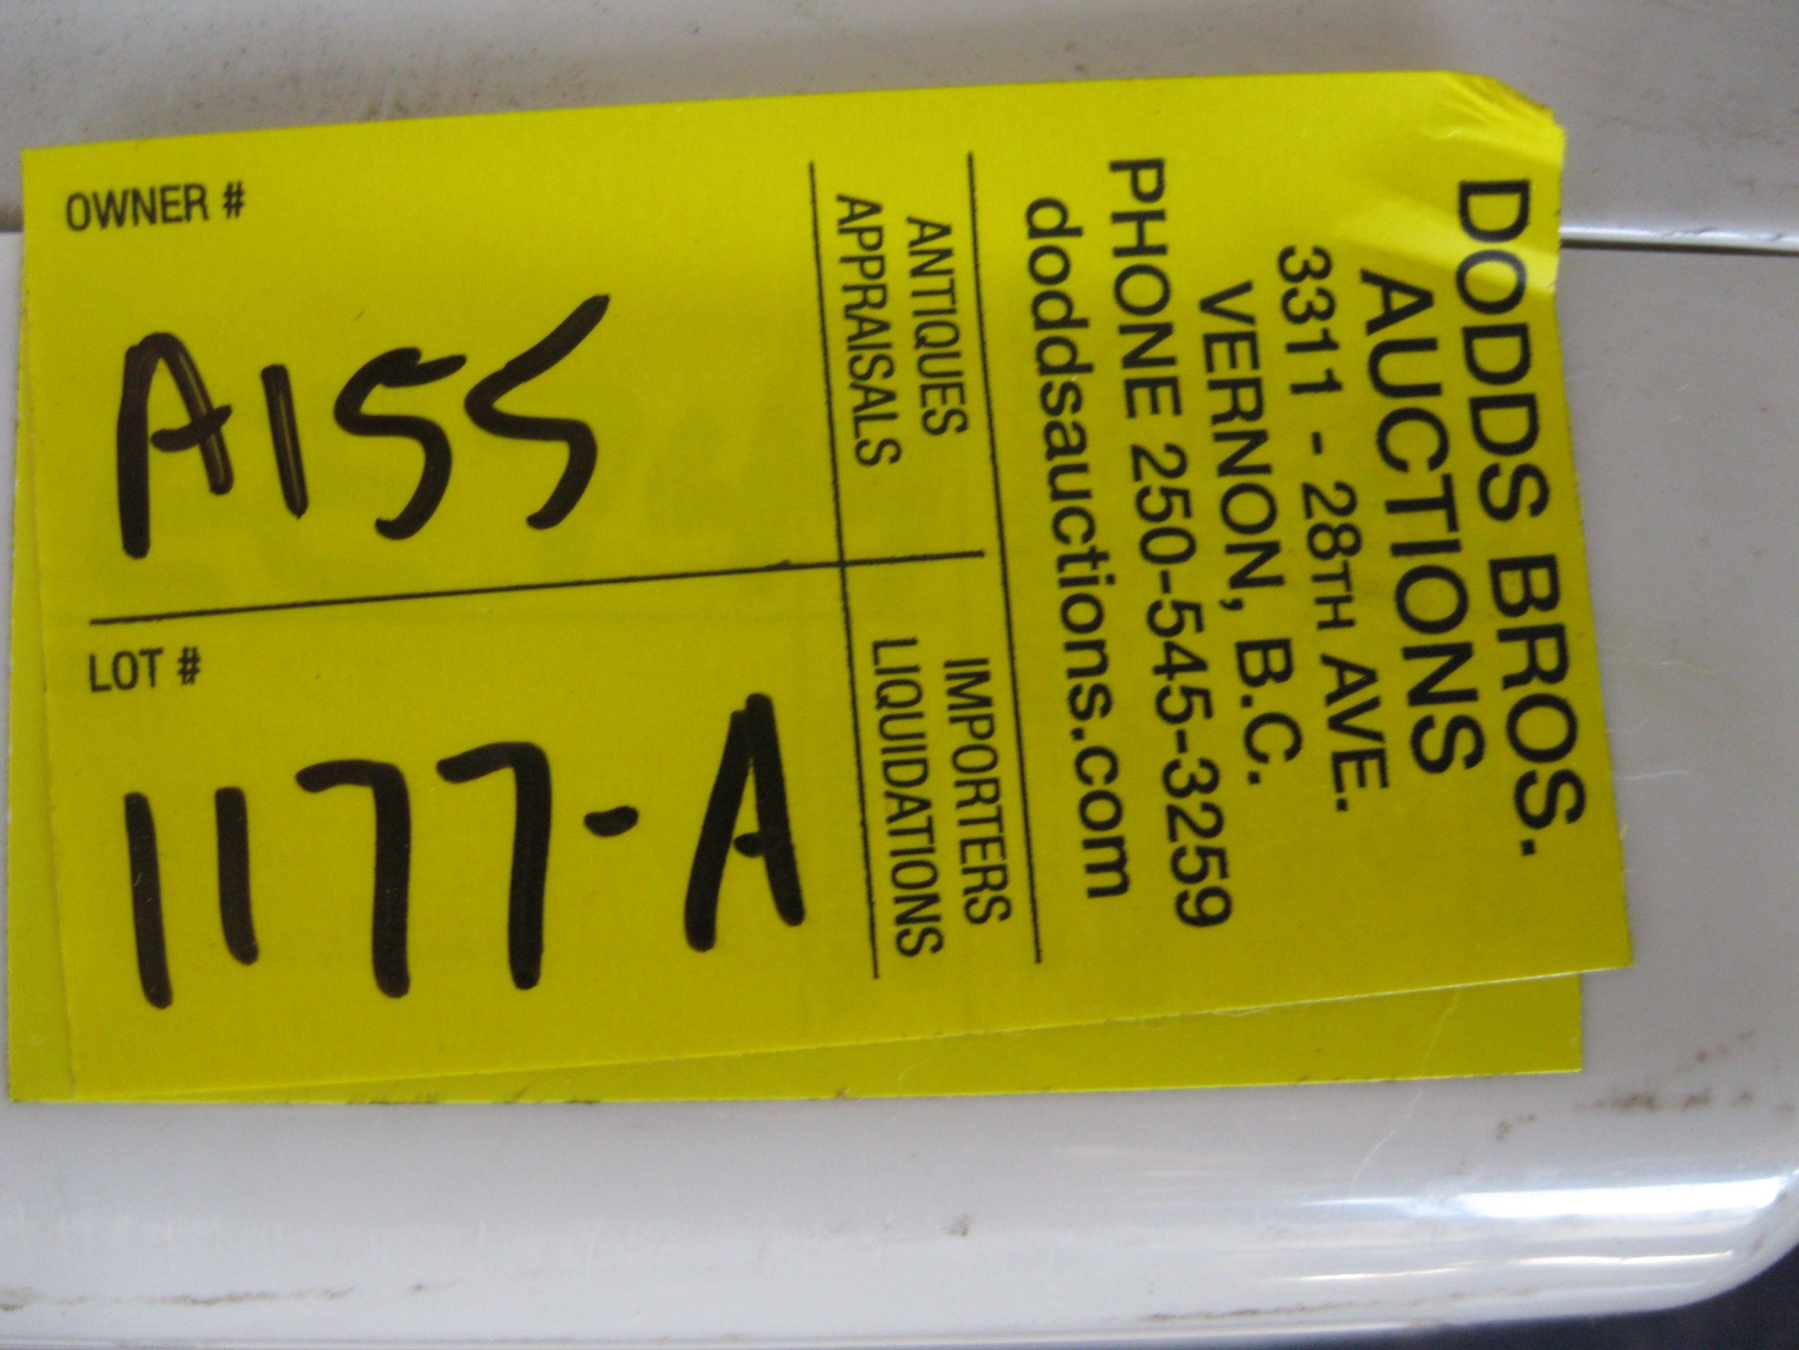 DODDS BROS.
AUCTIONS
3311 - 28TH AVE.
VERNON, B.C.
PHONE 250-545-3259
doddsauctions.com
ANTIQUES IMPORTERS
APPRAISALS LIQUIDATIONS
OWNER #
A155
LOT #
1177-A